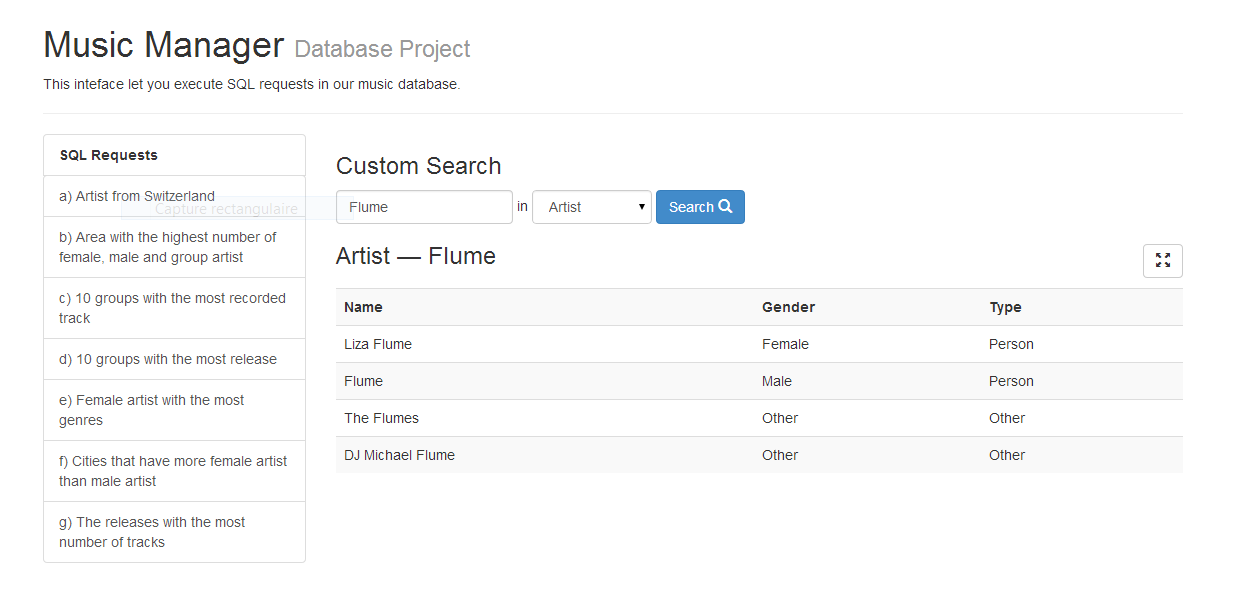 Music Manager Database Project
This inteface let you execute SQL requests in our music database.
SQL Requests
a) Artist from Switzerland
Capture rectangulaire
b) Area with the highest number of
female, male and group artist
c) 10 groups with the most recorded
track
d) 10 groups with the most release
e) Female artist with the most
genres
f) Cities that have more female artist
than male artist
g) The releases with the most
number of tracks
Custom Search
Flume in Artist Search
Artist — Flume
Name Gender Type
Liza Flume Female Person
Flume Male Person
The Flumes Other Other
DJ Michael Flume Other Other